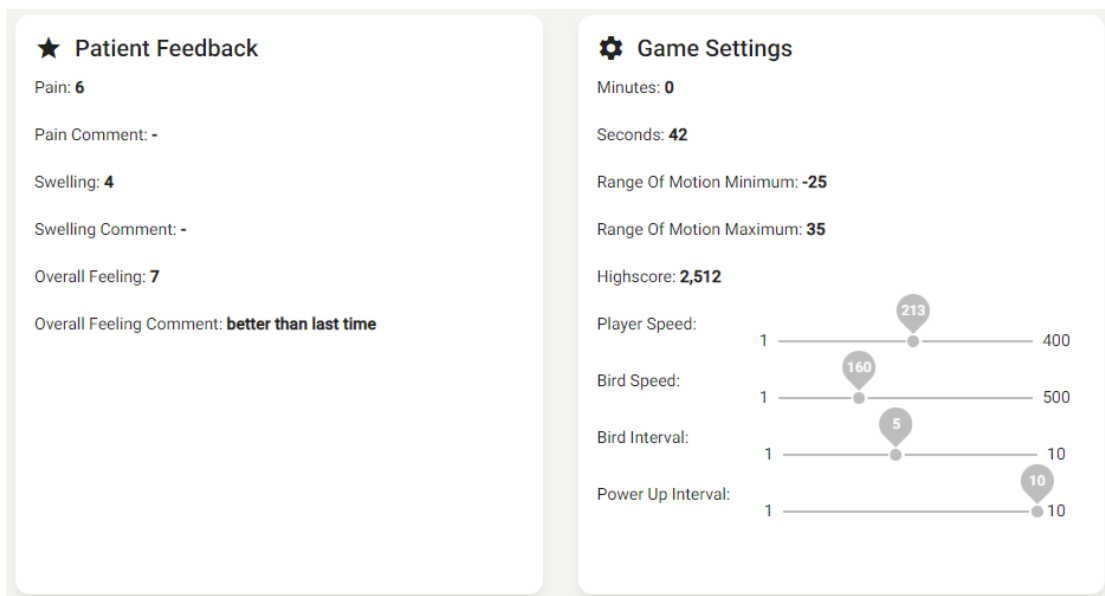 Patient Feedback
Pain: 6
Pain Comment: -
Swelling: 4
Swelling Comment: -
Overall Feeling: 7
Overall Feeling Comment: better than last time
Game Settings
Minutes: 0
Seconds: 42
Range Of Motion Minimum: -25
Range Of Motion Maximum: 35
Highscore: 2,512
Player Speed:
213
1 400
Bird Speed:
160
1 500
Bird Interval:
5
1 10
Power Up Interval:
10
1 10